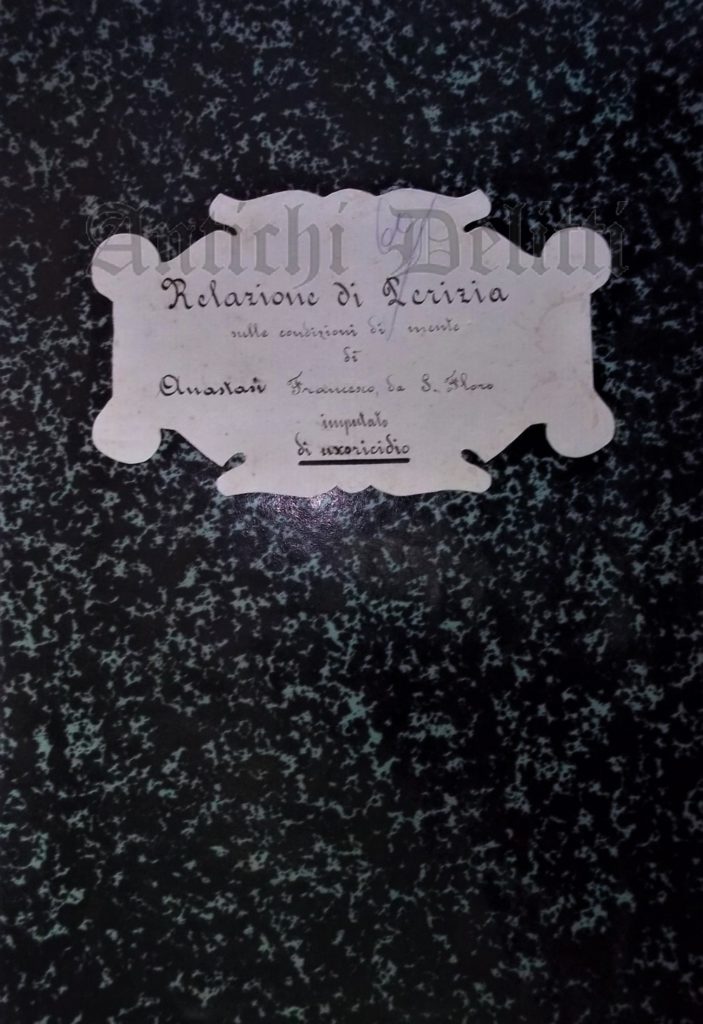 Antichi Delitti
Relazione di Perizia
sulle condizioni di mente
di
Anastasi Francesco, da S. Floro
imputato
di uxoricidio